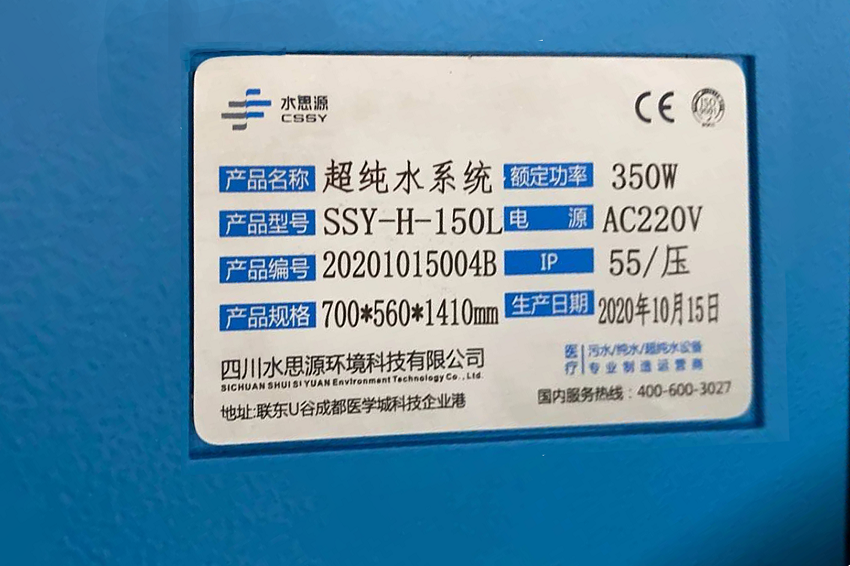 水思源
CSSY
CE ISO 9001
产品名称 超纯水系统 额定功率 350W
产品型号 SSY-H-150L 电 源 AC220V
产品编号 20201015004B IP 55/压
产品规格 700*560*1410mm 生产日期 2020年10月15日
四川水思源环境科技有限公司
SICHUAN SHUI SI YUAN Environment Technology Co., Ltd.
地址:联东U谷成都医学城科技企业港
医疗 污水/纯水/超纯水设备
专业制造运营商
国内服务热线：400-600-3027